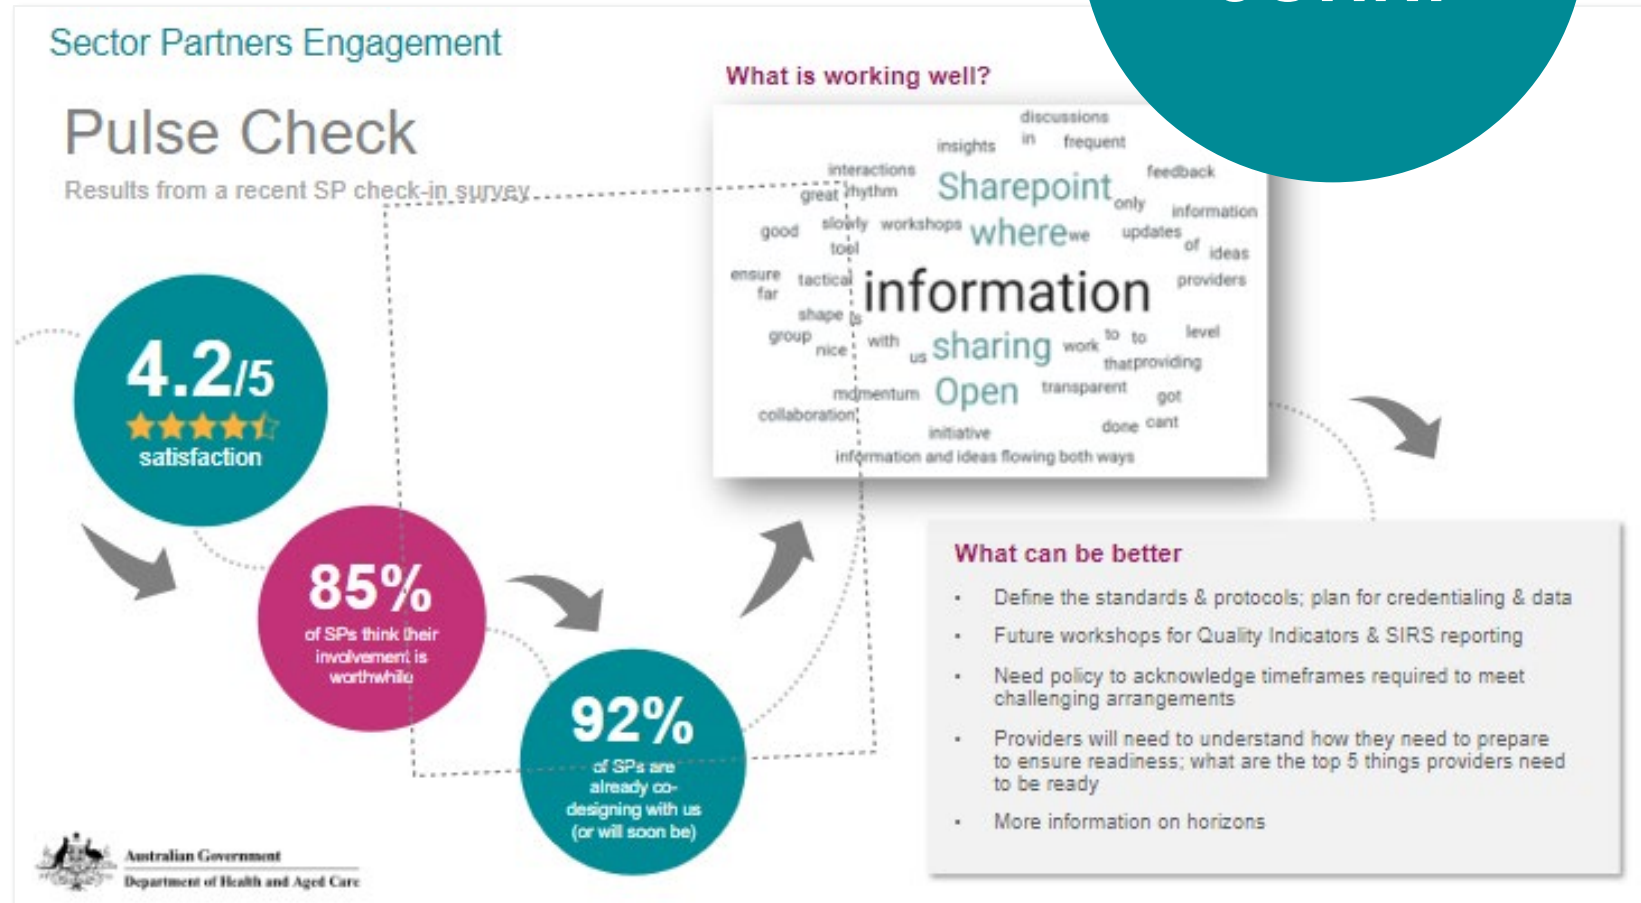 Sector Partners Engagement
Pulse Check
Results from a recent SP check-in survey
4.2/5
satisfaction
85%
of SPs think their
involvement is
worthwhile
92%
of SPs are
already co-
designing with us
(or will soon be)
What is working well?
discussions
insights in frequent
interactions feedback
great rhythm Sharepoint only information
good slowly workshops where we updates of ideas
tool
ensure tactical information providers
far
shape is
group nice with us sharing work to to level
thatproviding
momentum Open transparent got
collaboration
initiative done cant
information and ideas flowing both ways
What can be better
• Define the standards & protocols; plan for credentialing & data
• Future workshops for Quality Indicators & SIRS reporting
• Need policy to acknowledge timeframes required to meet
challenging arrangements
• Providers will need to understand how they need to prepare
to ensure readiness; what are the top 5 things providers need
to be ready
• More information on horizons
Australian Government
Department of Health and Aged Care